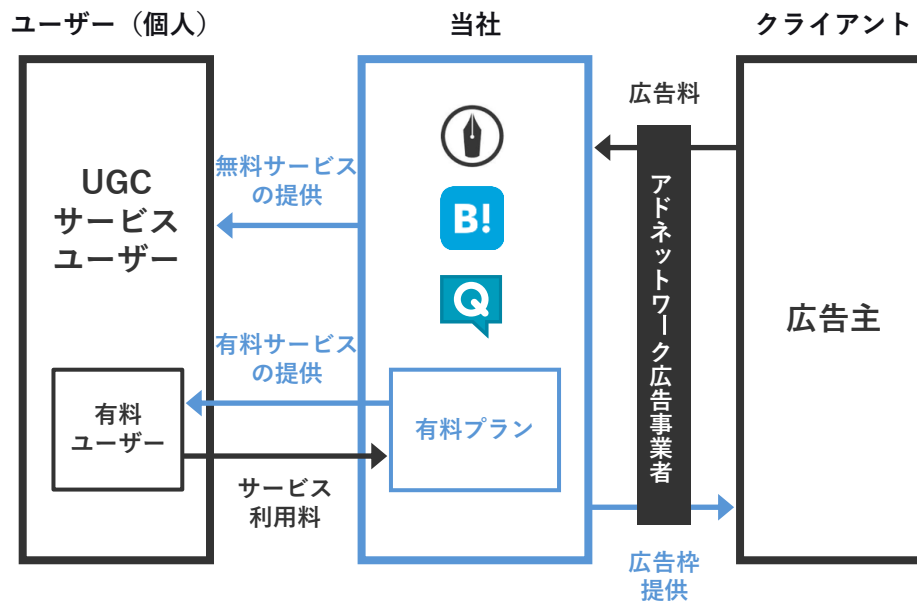 ユーザー（個人）
当社
クライアント
UGC
サービス
ユーザー
無料サービス
の提供
B!
Q
有料サービス
の提供
有料
ユーザー
有料プラン
サービス
利用料
広告料
アドネットワーク広告事業者
広告枠
提供
広告主